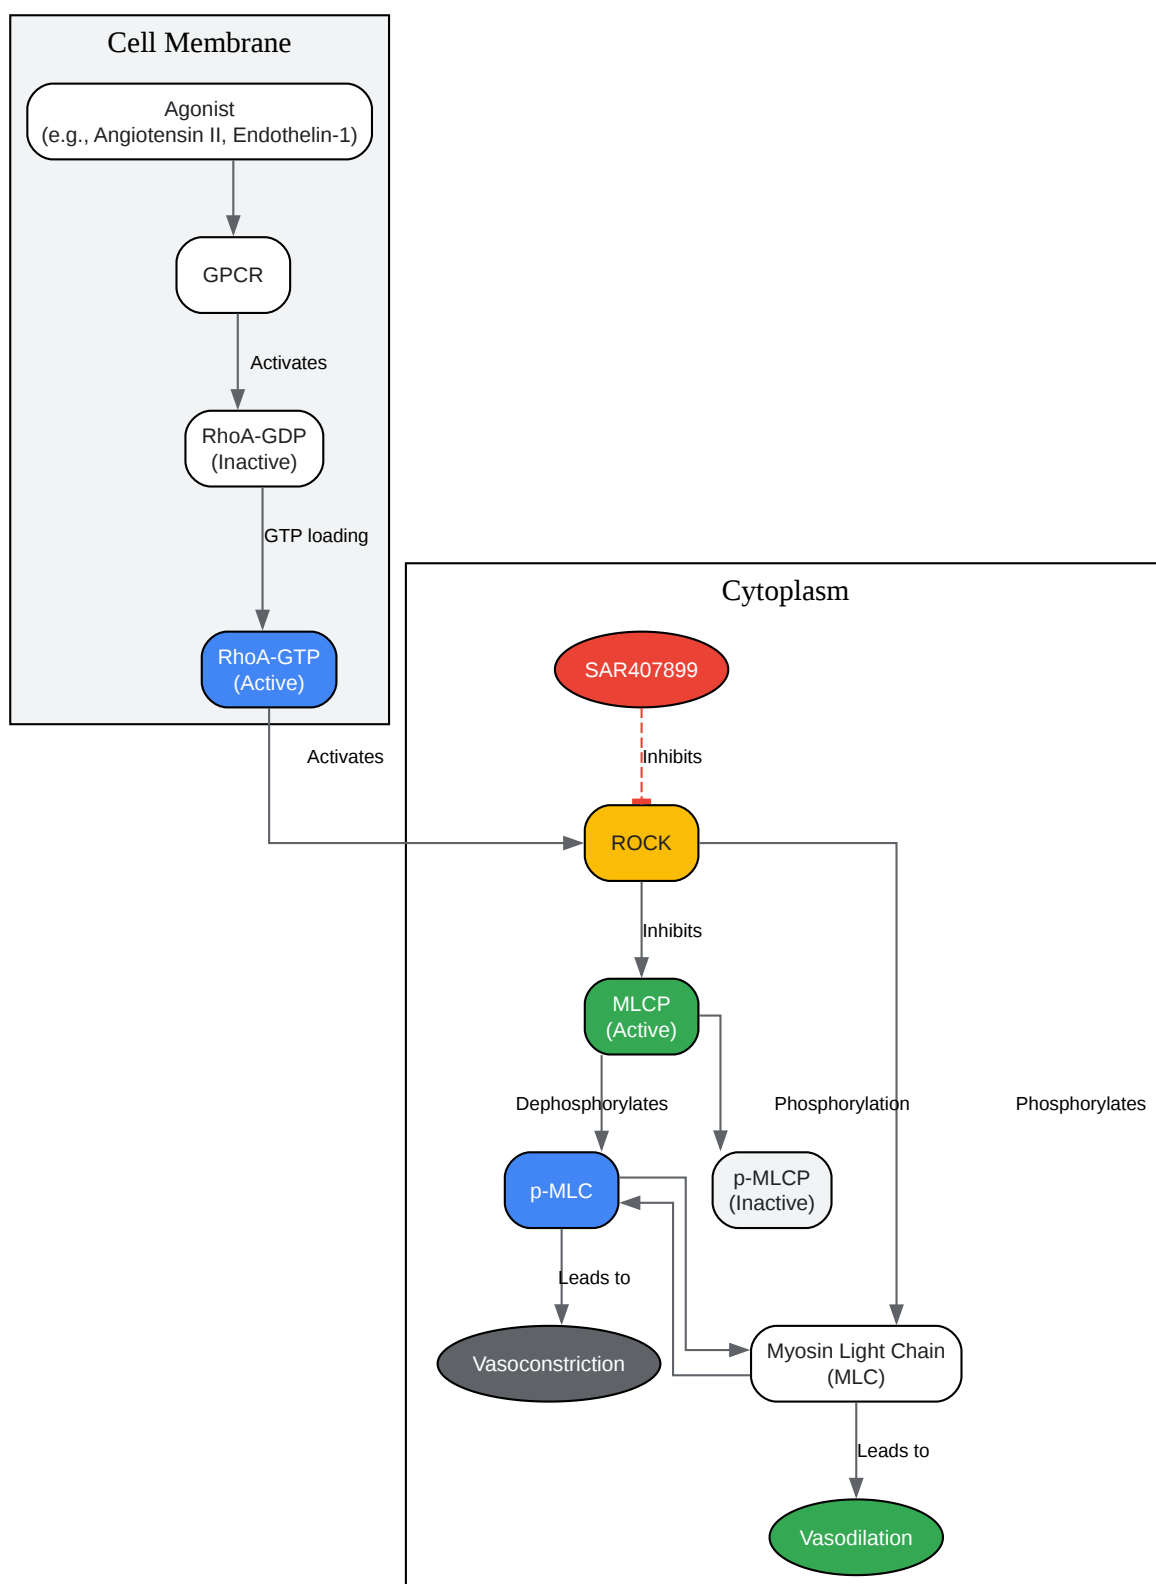 Cell Membrane
Agonist
(e.g., Angiotensin II, Endothelin-1)
GPCR
Activates
RhoA-GDP
(Inactive)
GTP loading
RhoA-GTP
(Active)
Activates
Cytoplasm
SAR407899
Inhibits
ROCK
Inhibits
MLCP
(Active)
Dephosphorylates
Phosphorylation
Phosphorylates
p-MLC
p-MLCP
(Inactive)
Leads to
Vasoconstriction
Myosin Light Chain
(MLC)
Leads to
Vasodilation